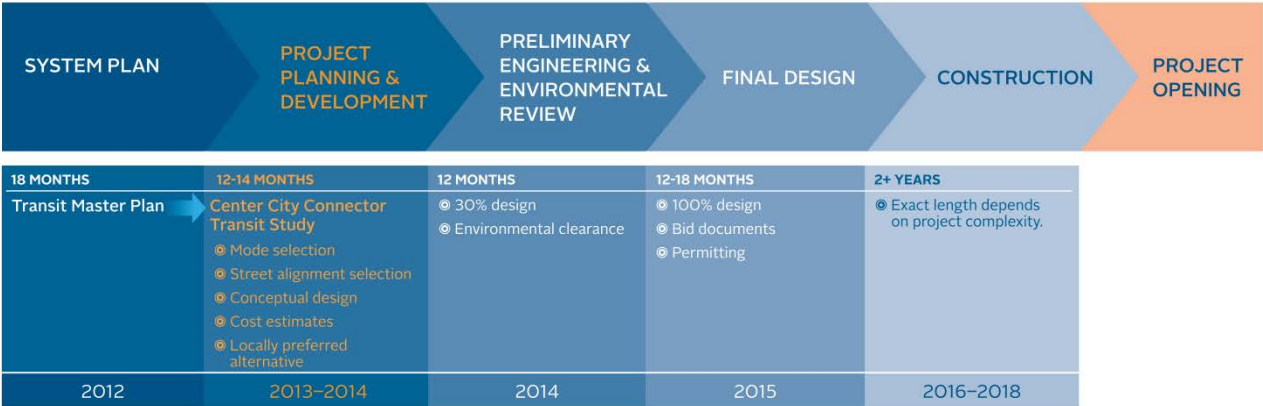 SYSTEM PLAN
PROJECT
PLANNING &
DEVELOPMENT
PRELIMINARY
ENGINEERING &
ENVIRONMENTAL
REVIEW
FINAL DESIGN
CONSTRUCTION
PROJECT
OPENING
18 MONTHS
Transit Master Plan
2012
12-14 MONTHS
Center City Connector
Transit Study
Mode selection
Street alignment selection
Conceptual design
Cost estimates
Locally preferred
alternative
2013–2014
12 MONTHS
30% design
Environmental clearance
2014
12-18 MONTHS
100% design
Bid documents
Permitting
2015
2+ YEARS
Exact length depends
on project complexity.
2016–2018